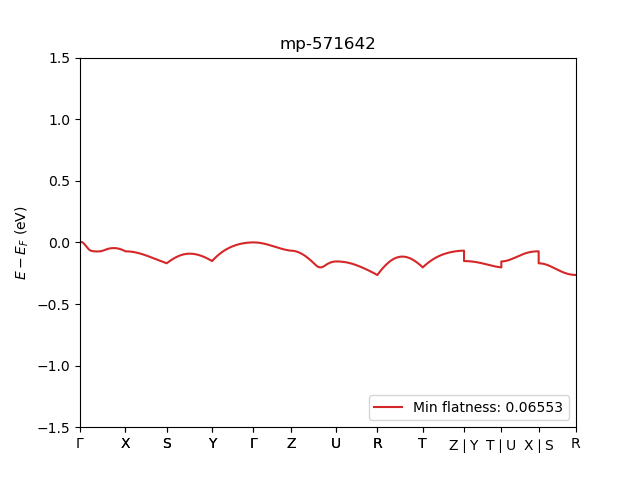 mp-571642
E − E_F (eV)
1.5
1.0
0.5
0.0
−0.5
−1.0
−1.5
Min flatness: 0.06553
Γ X S Y Γ Z U R T Z | Y T | U X | S R